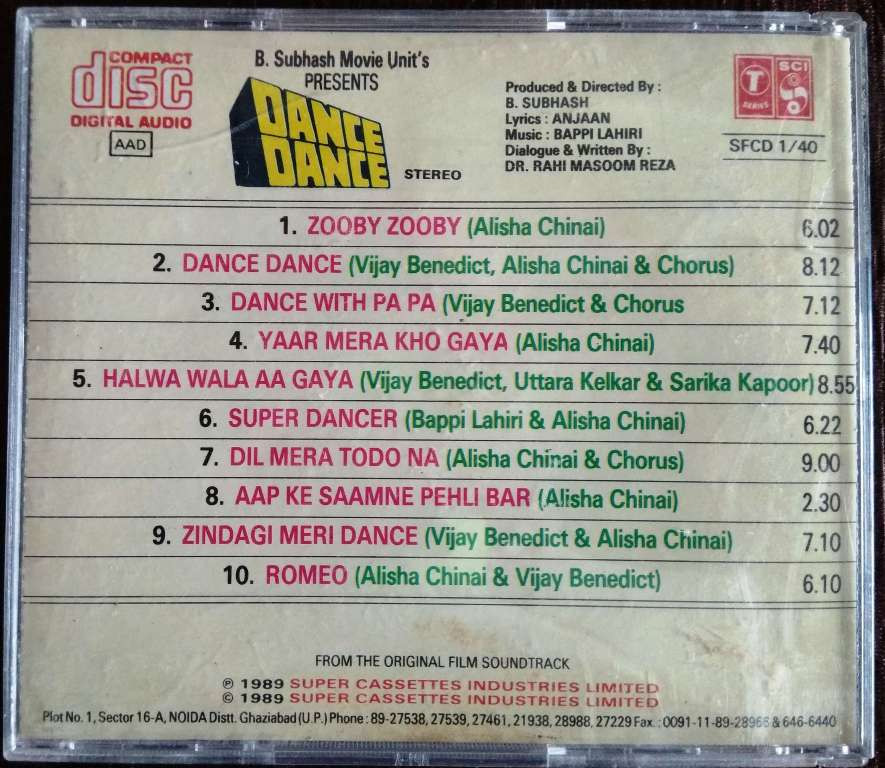 COMPACT
disc
DIGITAL AUDIO
AAD
B. Subhash Movie Unit's
PRESENTS
DANCE
DANCE
STEREO
Produced & Directed By :
B. SUBHASH
Lyrics : ANJAAN
Music : BAPPI LAHIRI
Dialogue & Written By :
DR. RAHI MASOOM REZA
T SERIES
SCI
SFCD 1/40
1. ZOOBY ZOOBY (Alisha Chinai) 6.02
2. DANCE DANCE (Vijay Benedict, Alisha Chinai & Chorus) 8.12
3. DANCE WITH PA PA (Vijay Benedict & Chorus 7.12
4. YAAR MERA KHO GAYA (Alisha Chinai) 7.40
5. HALWA WALA AA GAYA (Vijay Benedict, Uttara Kelkar & Sarika Kapoor) 8.55
6. SUPER DANCER (Bappi Lahiri & Alisha Chinai) 6.22
7. DIL MERA TODO NA (Alisha Chinai & Chorus) 9.00
8. AAP KE SAAMNE PEHLI BAR (Alisha Chinai) 2.30
9. ZINDAGI MERI DANCE (Vijay Benedict & Alisha Chinai) 7.10
10. ROMEO (Alisha Chinai & Vijay Benedict) 6.10
FROM THE ORIGINAL FILM SOUNDTRACK
℗ 1989 SUPER CASSETTES INDUSTRIES LIMITED
© 1989 SUPER CASSETTES INDUSTRIES LIMITED
Plot No. 1, Sector 16-A, NOIDA Distt. Ghaziabad (U.P.) Phone : 89-27538, 27539, 27461, 21938, 28988, 27229 Fax. : 0091-11-89-28966 & 646-6440